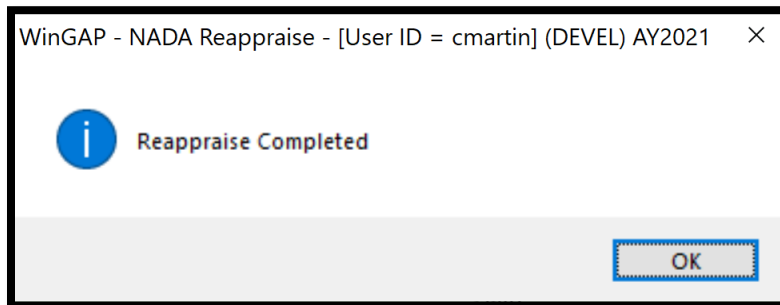 WinGAP - NADA Reappraise - [User ID = cmartin] (DEVEL) AY2021
Reappraise Completed
OK